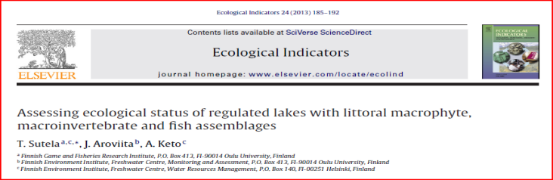 Ecological Indicators 24 (2013) 185–192
Contents lists available at SciVerse ScienceDirect
Ecological Indicators
journal homepage: www.elsevier.com/locate/ecolind
ELSEVIER
ECOLOGICAL INDICATORS
Assessing ecological status of regulated lakes with littoral macrophyte,
macroinvertebrate and fish assemblages
T. Sutela a,c,*, J. Aroviita b, A. Keto c
a Finnish Game and Fisheries Research Institute, P.O. Box 413, FI-90014 Oulu University, Finland
b Finnish Environment Institute, Freshwater Centre, Monitoring and Assessment, P.O. Box 413, FI-90014 Oulu University, Finland
c Finnish Environment Institute, Freshwater Centre, Water Resources Management, P.O. Box 140, FI-90251 Helsinki, Finland